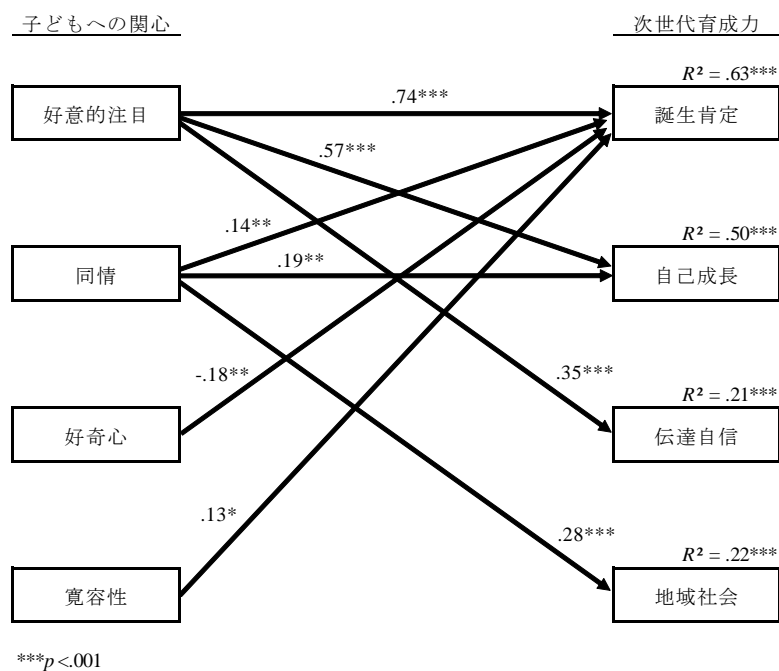 子どもへの関心
次世代育成力
R² = .63***
好意的注目
.74***
誕生肯定
.57***
.14**
R² = .50***
同情
.19**
自己成長
-.18**
.35***
R² = .21***
好奇心
伝達自信
.13*
.28***
R² = .22***
寛容性
地域社会
***p<.001